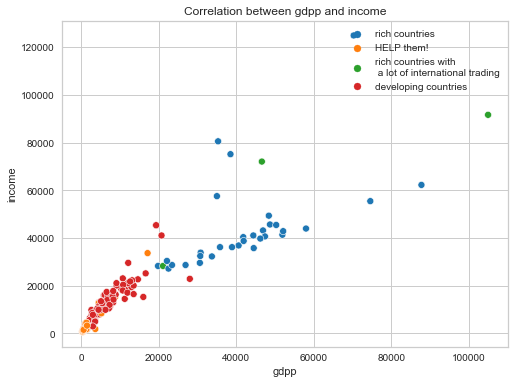 Correlation between gdpp and income
rich countries
HELP them!
rich countries with
a lot of international trading
developing countries
120000
100000
80000
60000
40000
20000
0
income
0
20000
40000
60000
80000
100000
gdpp